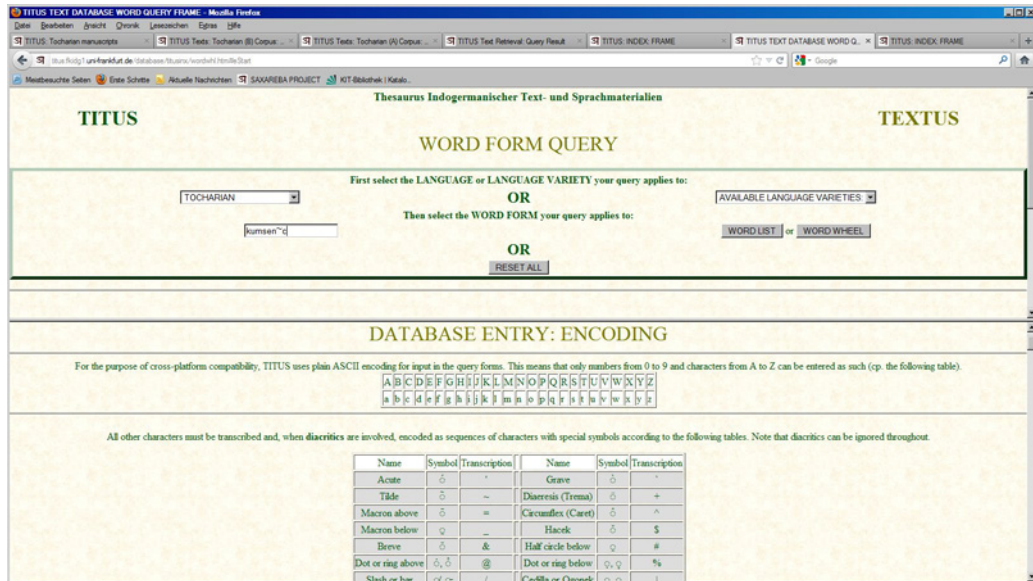 TITUS TEXT DATABASE WORD QUERY FRAME - Mozilla Firefox
Datei Bearbeiten Ansicht Chronik Lesezeichen Extras Hilfe
TITUS: Tocharian manuscripts TITUS Texts: Tocharian (B) Corpus: ... TITUS Texts: Tocharian (A) Corpus: ... TITUS Text Retrieval: Query Result TITUS: INDEX: FRAME TITUS TEXT DATABASE WORD Q... TITUS: INDEX: FRAME
Google
Meistbesuchte Seiten Erste Schritte Aktuelle Nachrichten SAXAREBA PROJECT KIT-Bibliothek | Katalo...
Thesaurus Indogermanischer Text- und Sprachmaterialien
TITUS TEXTUS
WORD FORM QUERY
First select the LANGUAGE or LANGUAGE VARIETY your query applies to:
TOCHARIAN OR AVAILABLE LANGUAGE VARIETIES
Then select the WORD FORM your query applies to:
kumsen~c WORD LIST or WORD WHEEL
OR
RESET ALL
DATABASE ENTRY: ENCODING
For the purpose of cross-platform compatibility, TITUS uses plain ASCII encoding for input in the query forms. This means that only numbers from 0 to 9 and characters from A to Z can be entered as such (cp. the following table).
A B C D E F G H I J K L M N O P Q R S T U V W X Y Z
a b c d e f g h i j k l m n o p q r s t u v w x y z
All other characters must be transcribed and, when diacritics are involved, encoded as sequences of characters with special symbols according to the following tables. Note that diacritics can be ignored throughout.
Name Symbol Transcription Name Symbol Transcription
Acute ó ' Grave ò `
Tilde õ ~ Diaeresis (Trema) ö +
Macron above ō = Circumflex (Caret) ô ^
Macron below o̱ _ Hacek ǒ $
Breve ŏ & Half circle below #
Dot or ring above @ Dot or ring below %
Slash or bar / Cedilla or Ogonek